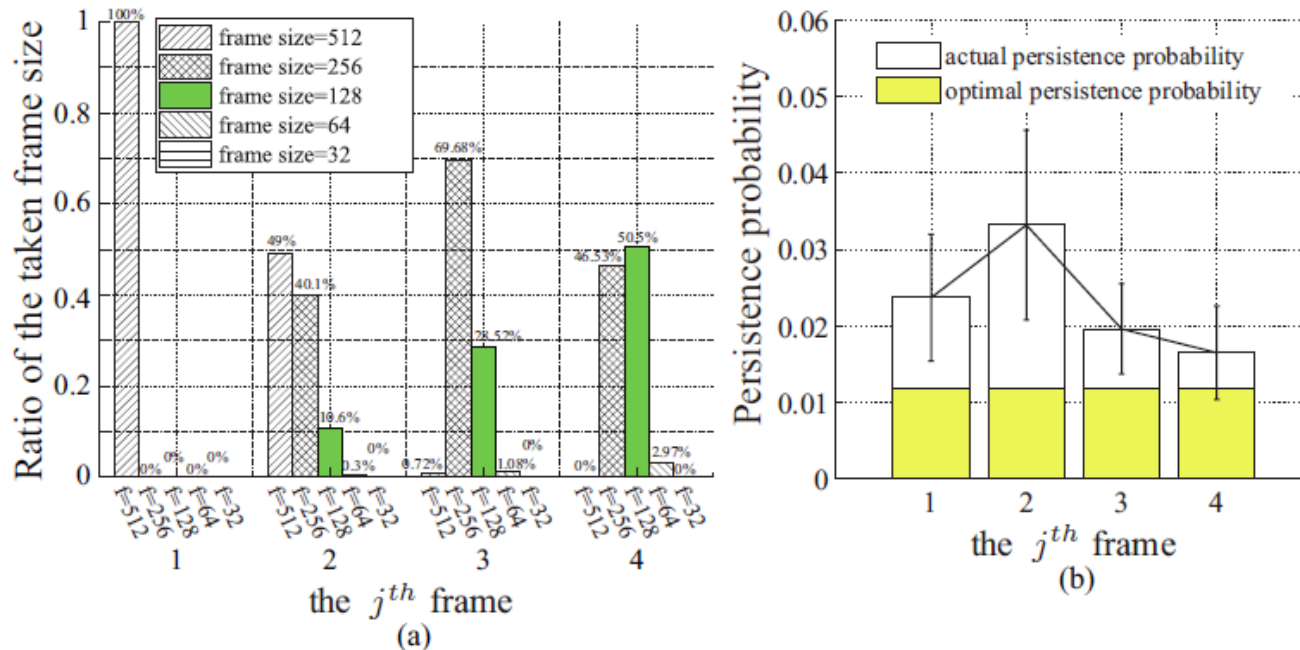 Ratio of the taken frame size
1
0.8
0.6
0.4
0.2
0
frame size=512
frame size=256
frame size=128
frame size=64
frame size=32
100%
0%
0%
0%
0%
49%
40.1%
10.6%
0.3%
0%
0.72%
69.68%
28.52%
1.08%
0%
0%
46.53%
50.5%
2.97%
0%
f=512
f=256
f=128
f=64
f=32
f=512
f=256
f=128
f=64
f=32
f=512
f=256
f=128
f=64
f=32
f=512
f=256
f=128
f=64
f=32
1 2 3 4
the j^th frame
(a)
Persistence probability
0.06
0.05
0.04
0.03
0.02
0.01
0
actual persistence probability
optimal persistence probability
1 2 3 4
the j^th frame
(b)